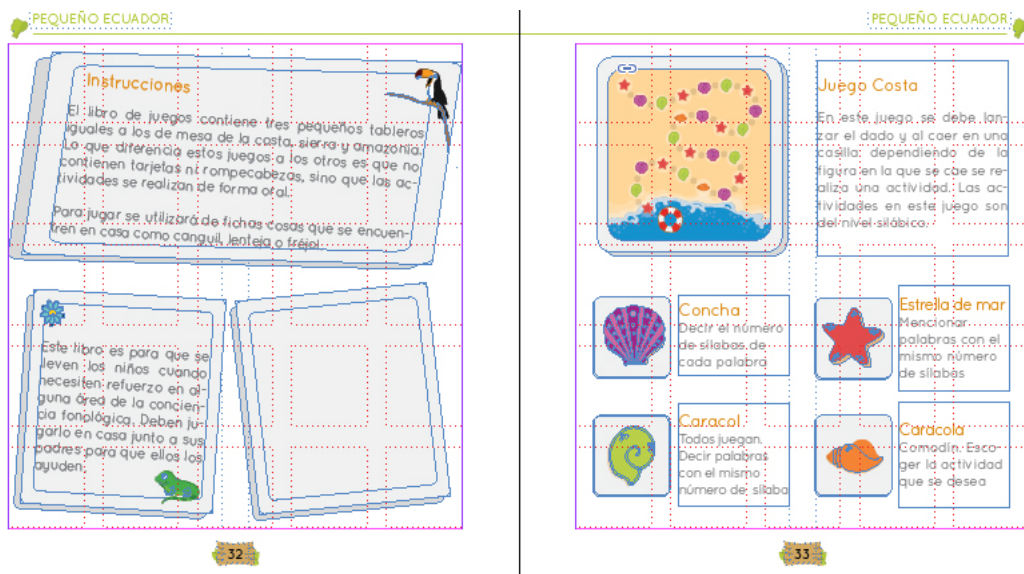 PEQUEÑO ECUADOR
Instrucciones
El libro de juegos contiene tres pequeños tableros
iguales a los de mesa de la costa, sierra y amazonía.
Lo que diferencia estos juegos a los otros es que no
contienen tarjetas ni rompecabezas, sino que las ac-
tividades se realizan de forma oral.
Para jugar se utilizará de fichas cosas que se encuen-
tren en casa como canguil, lenteja o fréjol
Este libro es para que se
lleven los niños cuando
necesiten refuerzo en al-
guna área de la concien-
cia fonológica. Deben ju-
garlo en casa junto a sus
padres para que ellos los
ayuden
32
PEQUEÑO ECUADOR
Juego Costa
En este juego se debe lan-
zar el dado y al caer en una
casilla dependiendo de la
figura en la que se cae se re-
aliza una actividad. Las ac-
tividades en este juego son
del nivel silábico.
Concha
Decir el número
de sílabas de
cada palabra
Estrella de mar
Mencionar
palabras con el
mismo número
de sílabas
Caracol
Todos juegan.
Decir palabras
con el mismo
número de sílaba
Caracola
Comodín. Esco-
ger la actividad
que se desea
33